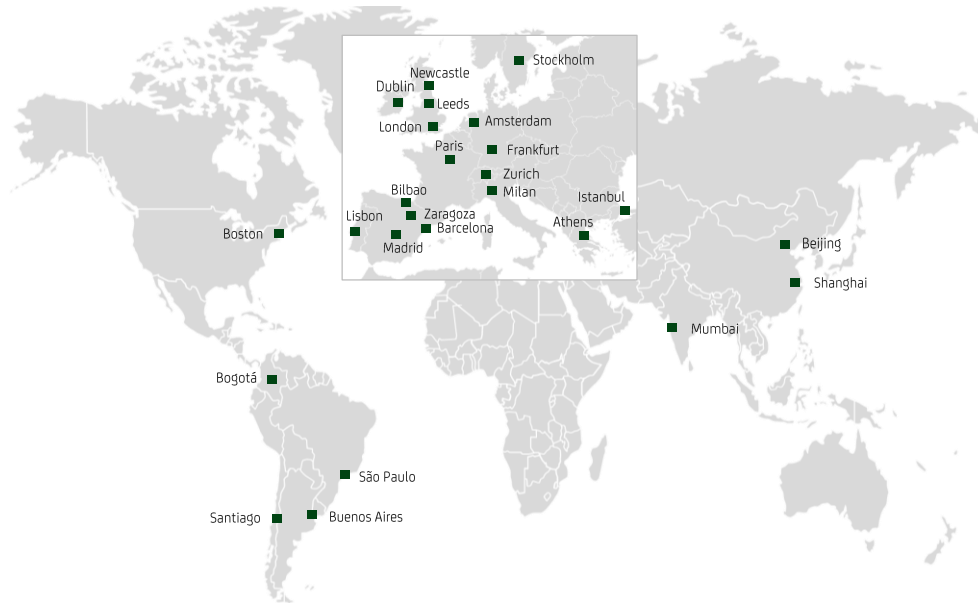 Stockholm
Newcastle
Dublin
Leeds
London
Amsterdam
Paris
Frankfurt
Zurich
Milan
Bilbao
Istanbul
Lisbon
Zaragoza
Athens
Barcelona
Madrid
Boston
Beijing
Shanghai
Mumbai
Bogotá
São Paulo
Santiago
Buenos Aires